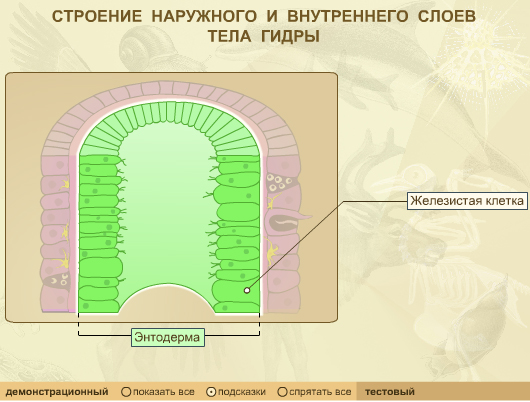 СТРОЕНИЕ НАРУЖНОГО И ВНУТРЕННЕГО СЛОЕВ
ТЕЛА ГИДРЫ
Железистая клетка
Энтодерма
демонстрационный показать все подсказки спрятать все тестовый